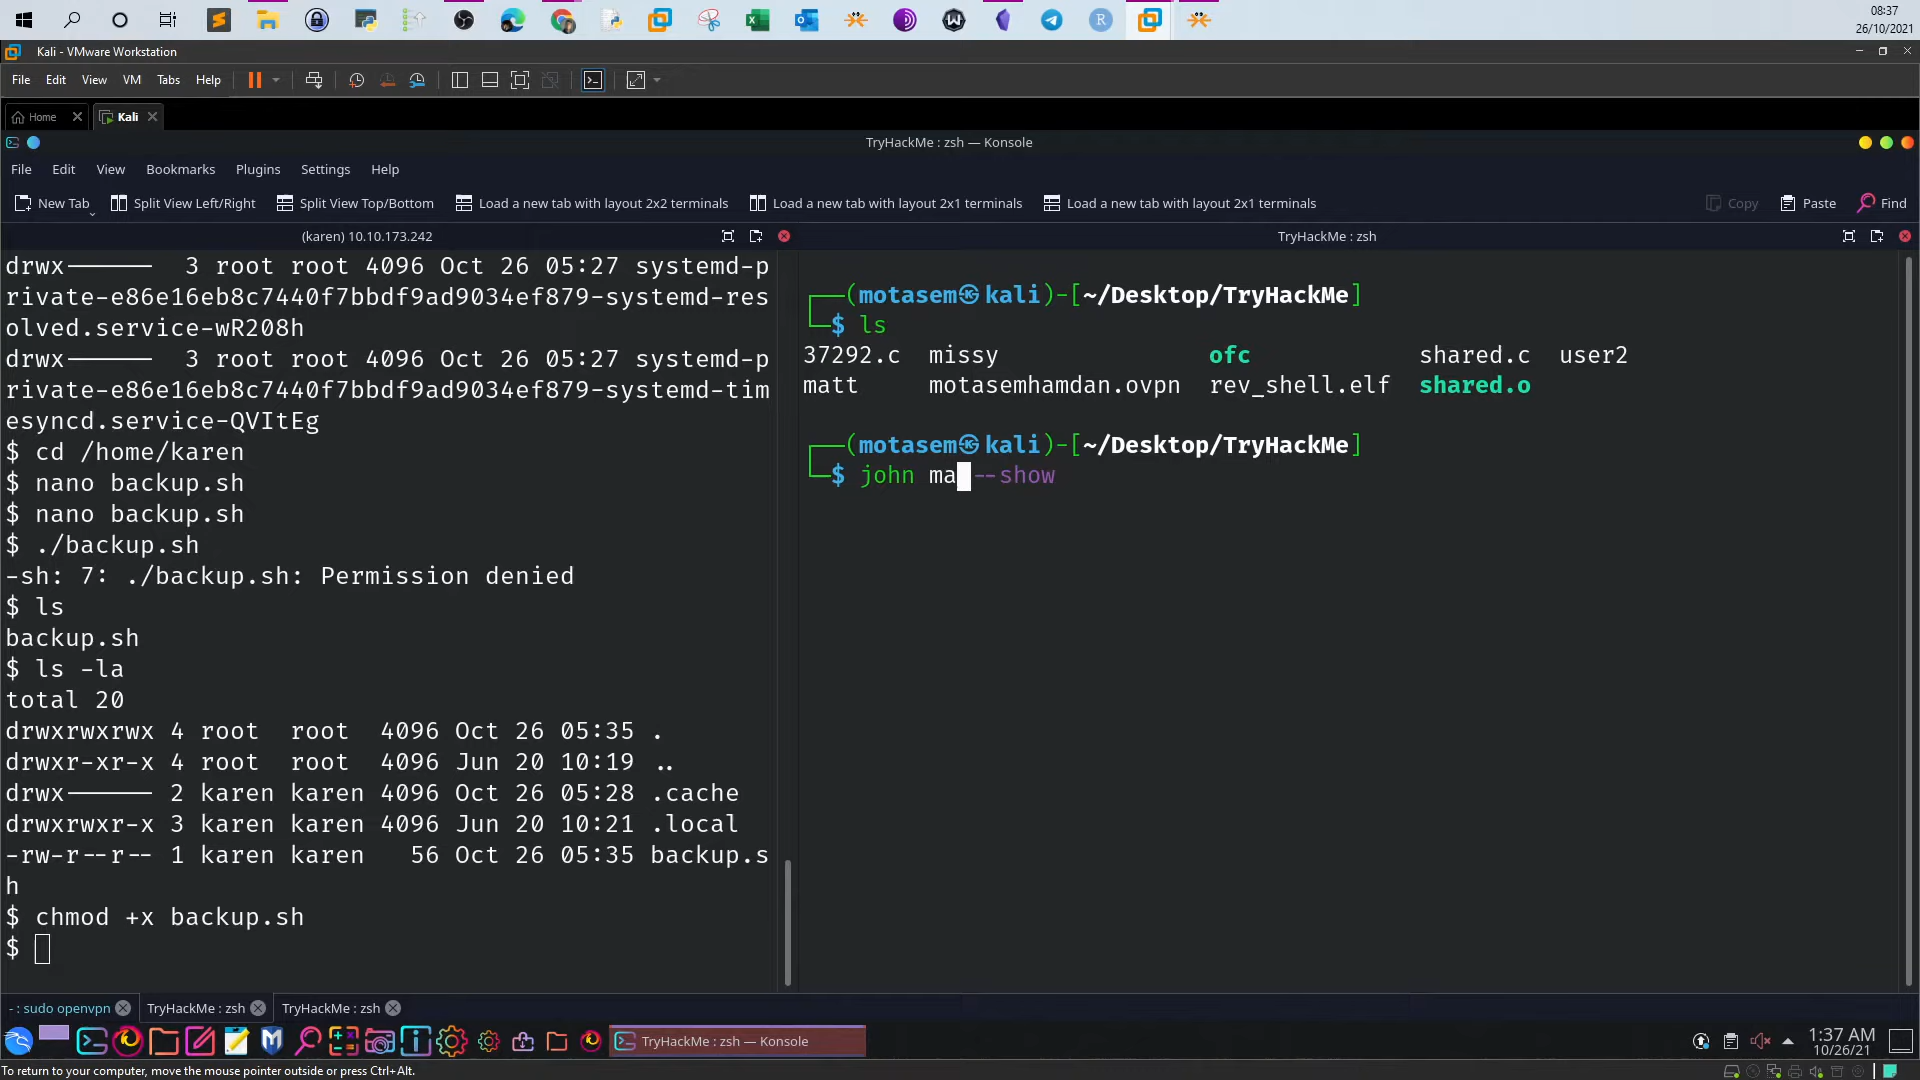 08:37
26/10/2021
Kali - VMware Workstation
File Edit View VM Tabs Help
Home
Kali
TryHackMe : zsh — Konsole
File Edit View Bookmarks Plugins Settings Help
New Tab Split View Left/Right Split View Top/Bottom Load a new tab with layout 2x2 terminals Load a new tab with layout 2x1 terminals Load a new tab with layout 2x1 terminals Copy Paste Find
(karen) 10.10.173.242
drwx------ 3 root root 4096 Oct 26 05:27 systemd-p
rivate-e86e16eb8c7440f7bbdf9ad9034ef879-systemd-res
olved.service-wR208h
drwx------ 3 root root 4096 Oct 26 05:27 systemd-p
rivate-e86e16eb8c7440f7bbdf9ad9034ef879-systemd-tim
esyncd.service-QVItEg
$ cd /home/karen
$ nano backup.sh
$ nano backup.sh
$ ./backup.sh
-sh: 7: ./backup.sh: Permission denied
$ ls
backup.sh
$ ls -la
total 20
drwxrwxrwx 4 root  root  4096 Oct 26 05:35 .
drwxr-xr-x 4 root  root  4096 Jun 20 10:19 ..
drwx------ 2 karen karen 4096 Oct 26 05:28 .cache
drwxrwxr-x 3 karen karen 4096 Jun 20 10:21 .local
-rw-r--r-- 1 karen karen   56 Oct 26 05:35 backup.s
h
$ chmod +x backup.sh
$
TryHackMe : zsh
┌──(motasem㉿kali)-[~/Desktop/TryHackMe]
└─$ ls
37292.c  missy  ofc  shared.c  user2
matt  motasemhamdan.ovpn  rev_shell.elf  shared.o
┌──(motasem㉿kali)-[~/Desktop/TryHackMe]
└─$ john ma --show
- : sudo openvpn TryHackMe : zsh TryHackMe : zsh
TryHackMe : zsh — Konsole
1:37 AM
10/26/21
To return to your computer, move the mouse pointer outside or press Ctrl+Alt.